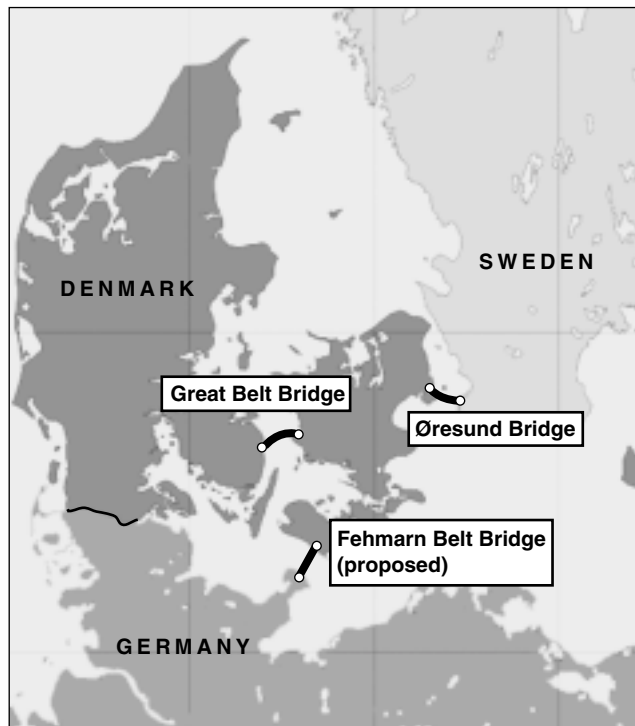 SWEDEN
DENMARK
Great Belt Bridge
Øresund Bridge
Fehmarn Belt Bridge
(proposed)
GERMANY